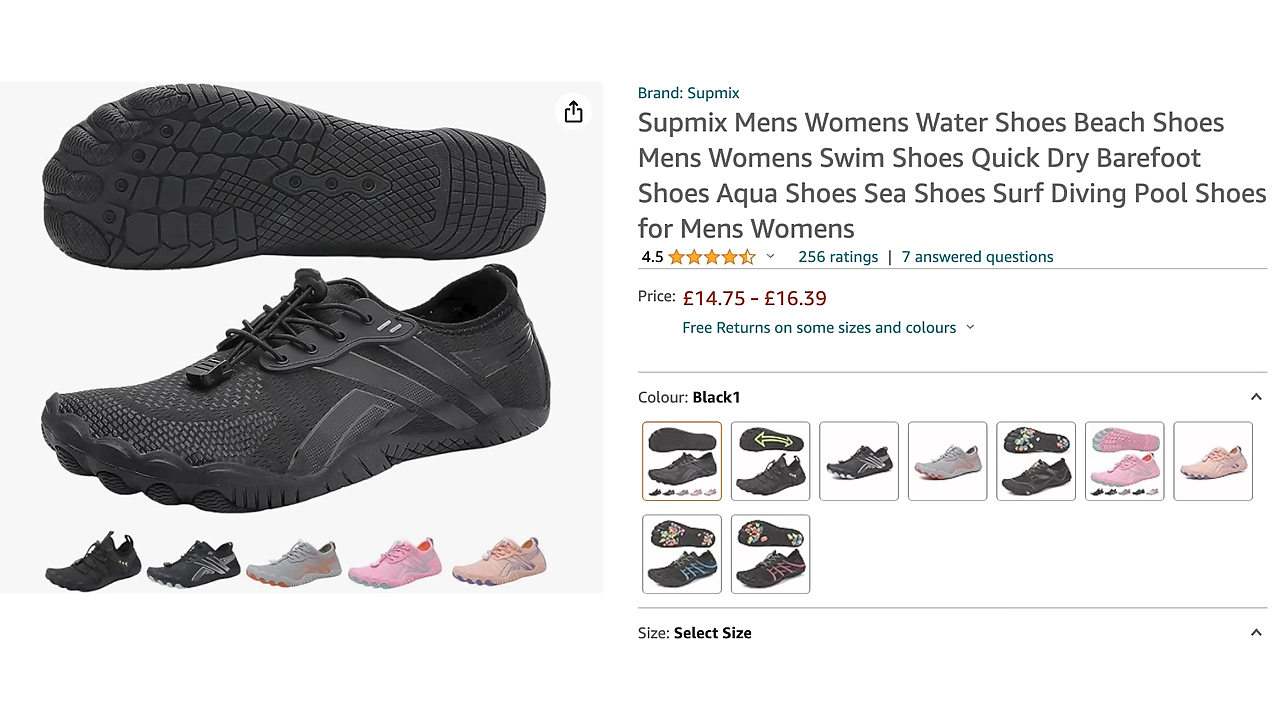 Brand: Supmix
Supmix Mens Womens Water Shoes Beach Shoes
Mens Womens Swim Shoes Quick Dry Barefoot
Shoes Aqua Shoes Sea Shoes Surf Diving Pool Shoes
for Mens Womens
4.5 256 ratings | 7 answered questions
Price: £14.75 - £16.39
Free Returns on some sizes and colours
Colour: Black1
Size: Select Size